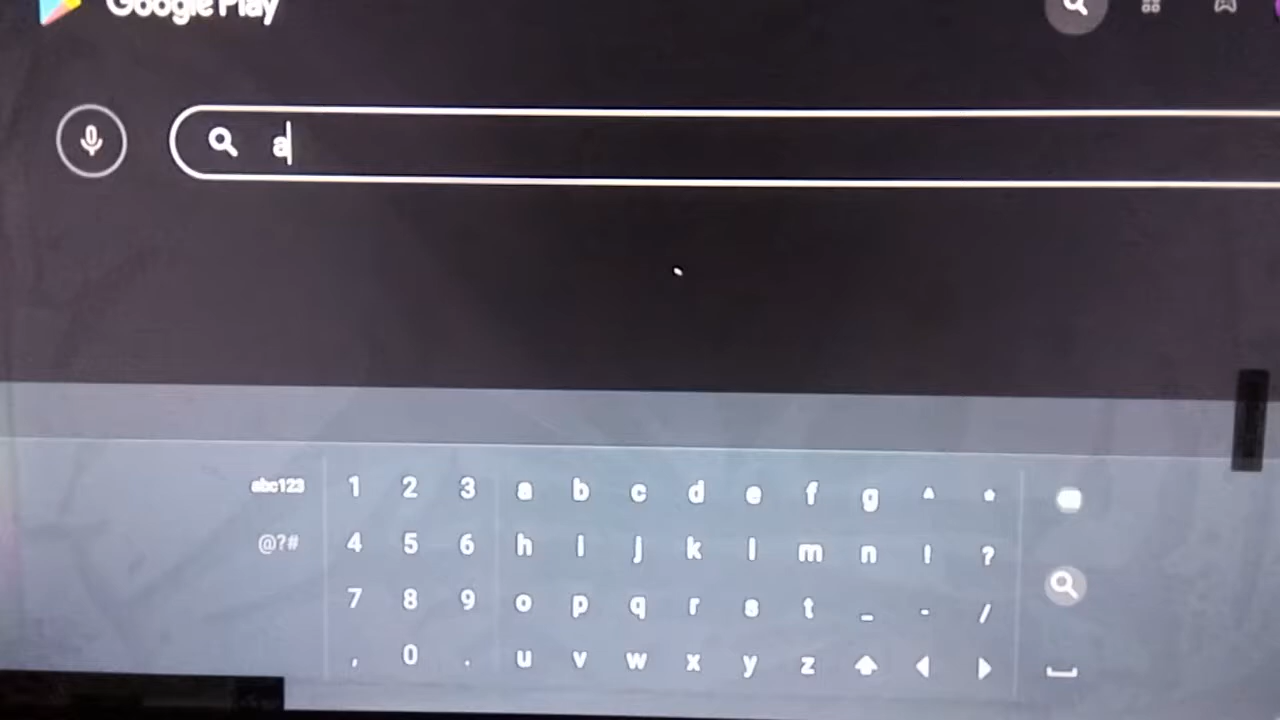 Google Play
a
abc123 1 2 3 a b c d e f g ^ *
@?# 4 5 6 h i j k l m n ! ?
7 8 9 o p q r s t _ - /
, 0 . u v w x y z